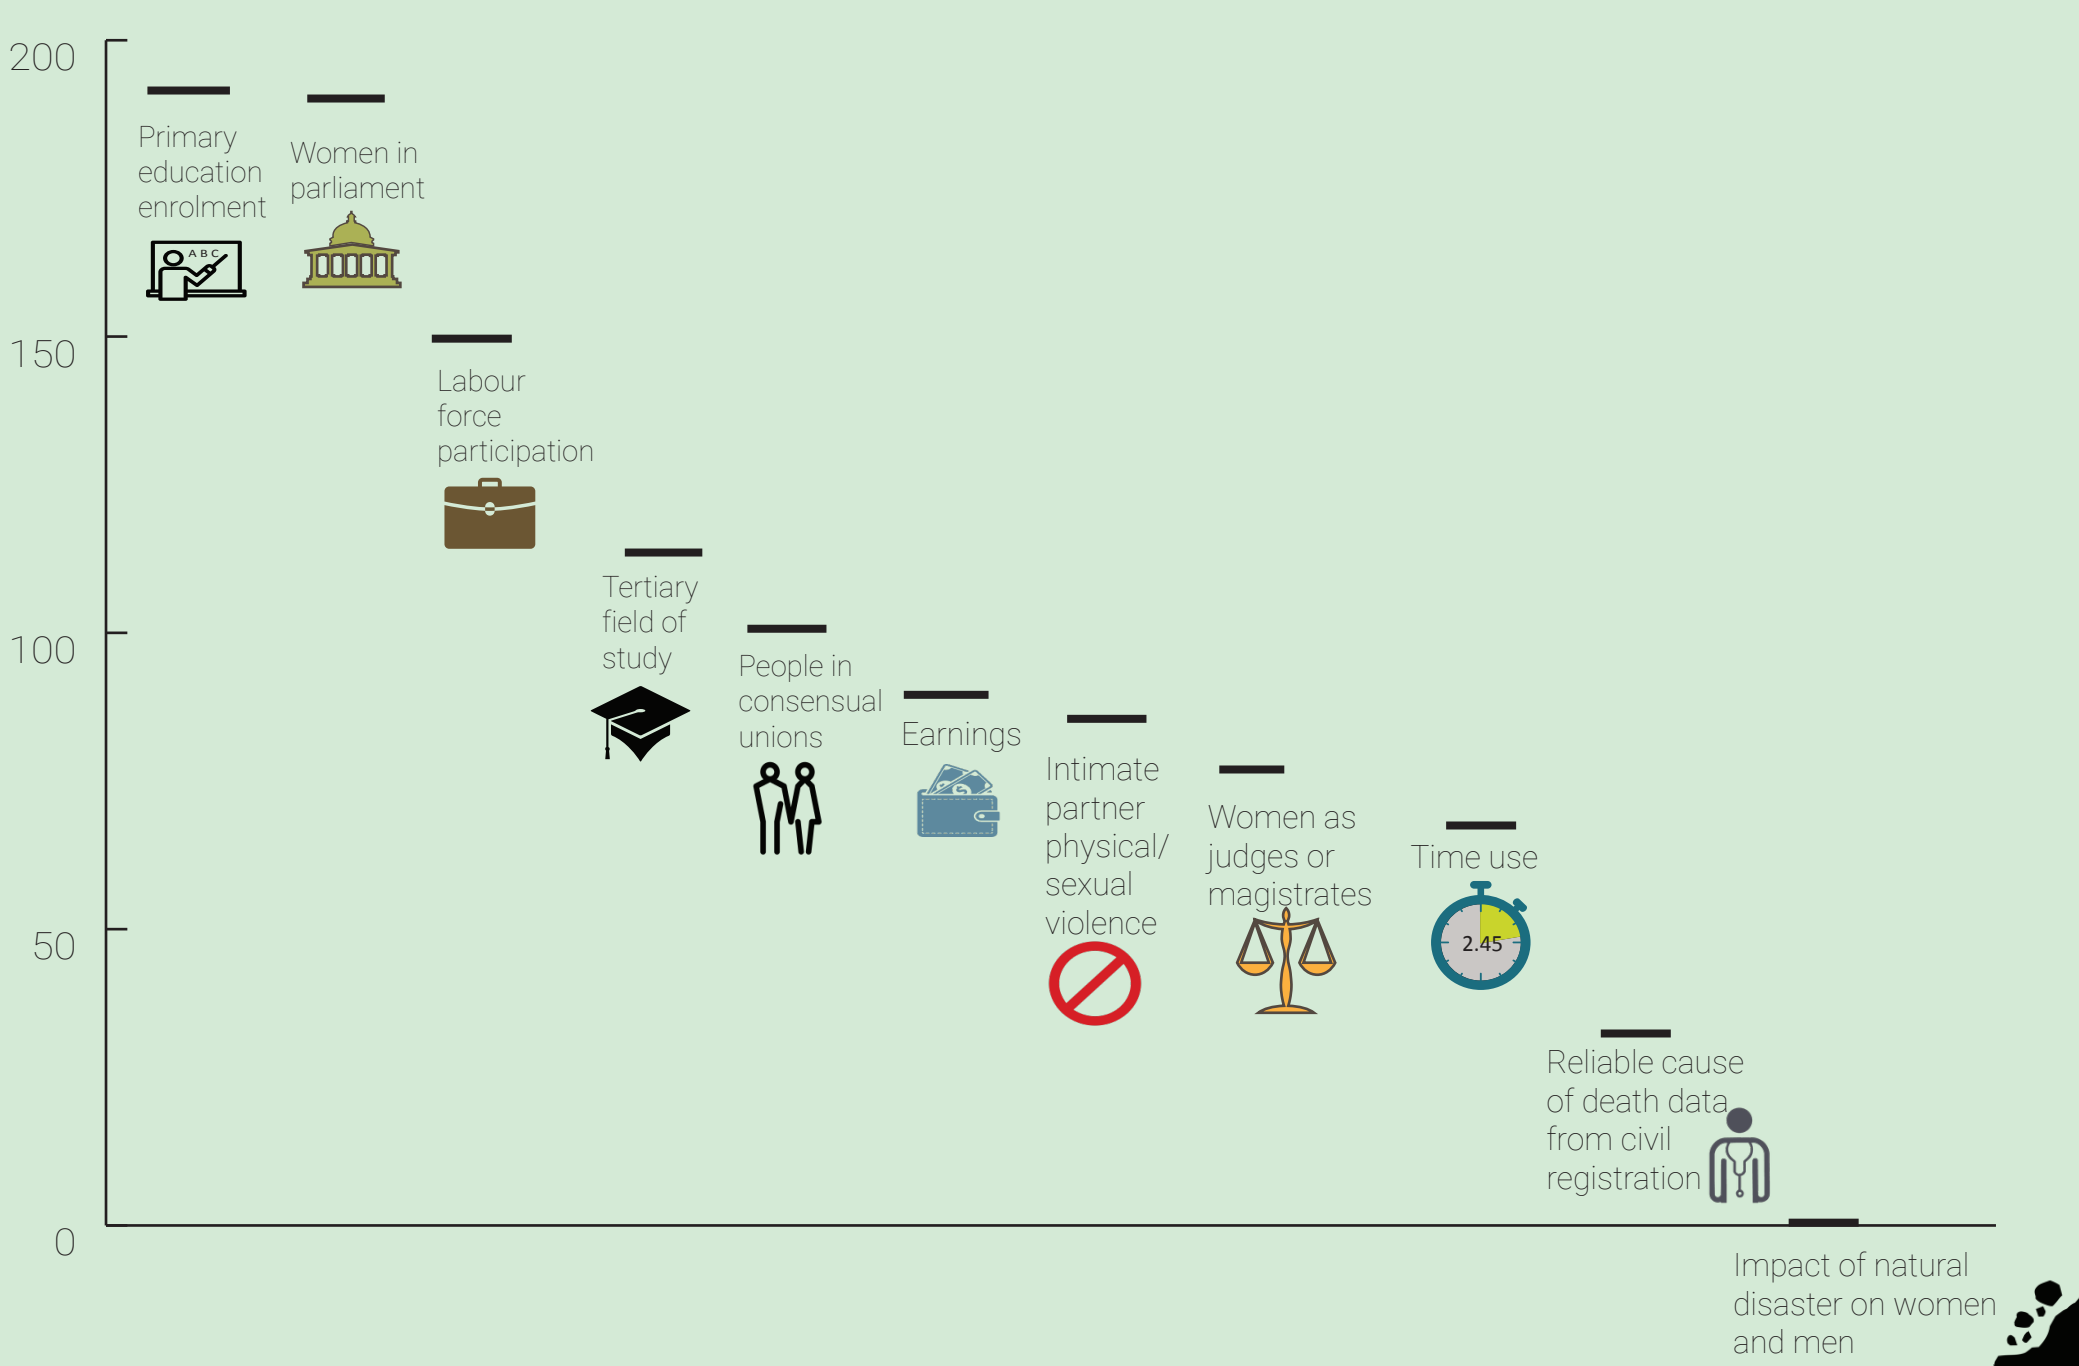 200
150
100
50
0
Primary
education
enrolment
ABC
Women in
parliament
Labour
force
participation
Tertiary
field of
study
People in
consensual
unions
Earnings
Intimate
partner
physical/
sexual
violence
Women as
judges or
magistrates
Time use
2.45
Reliable cause
of death data
from civil
registration
Impact of natural
disaster on women
and men